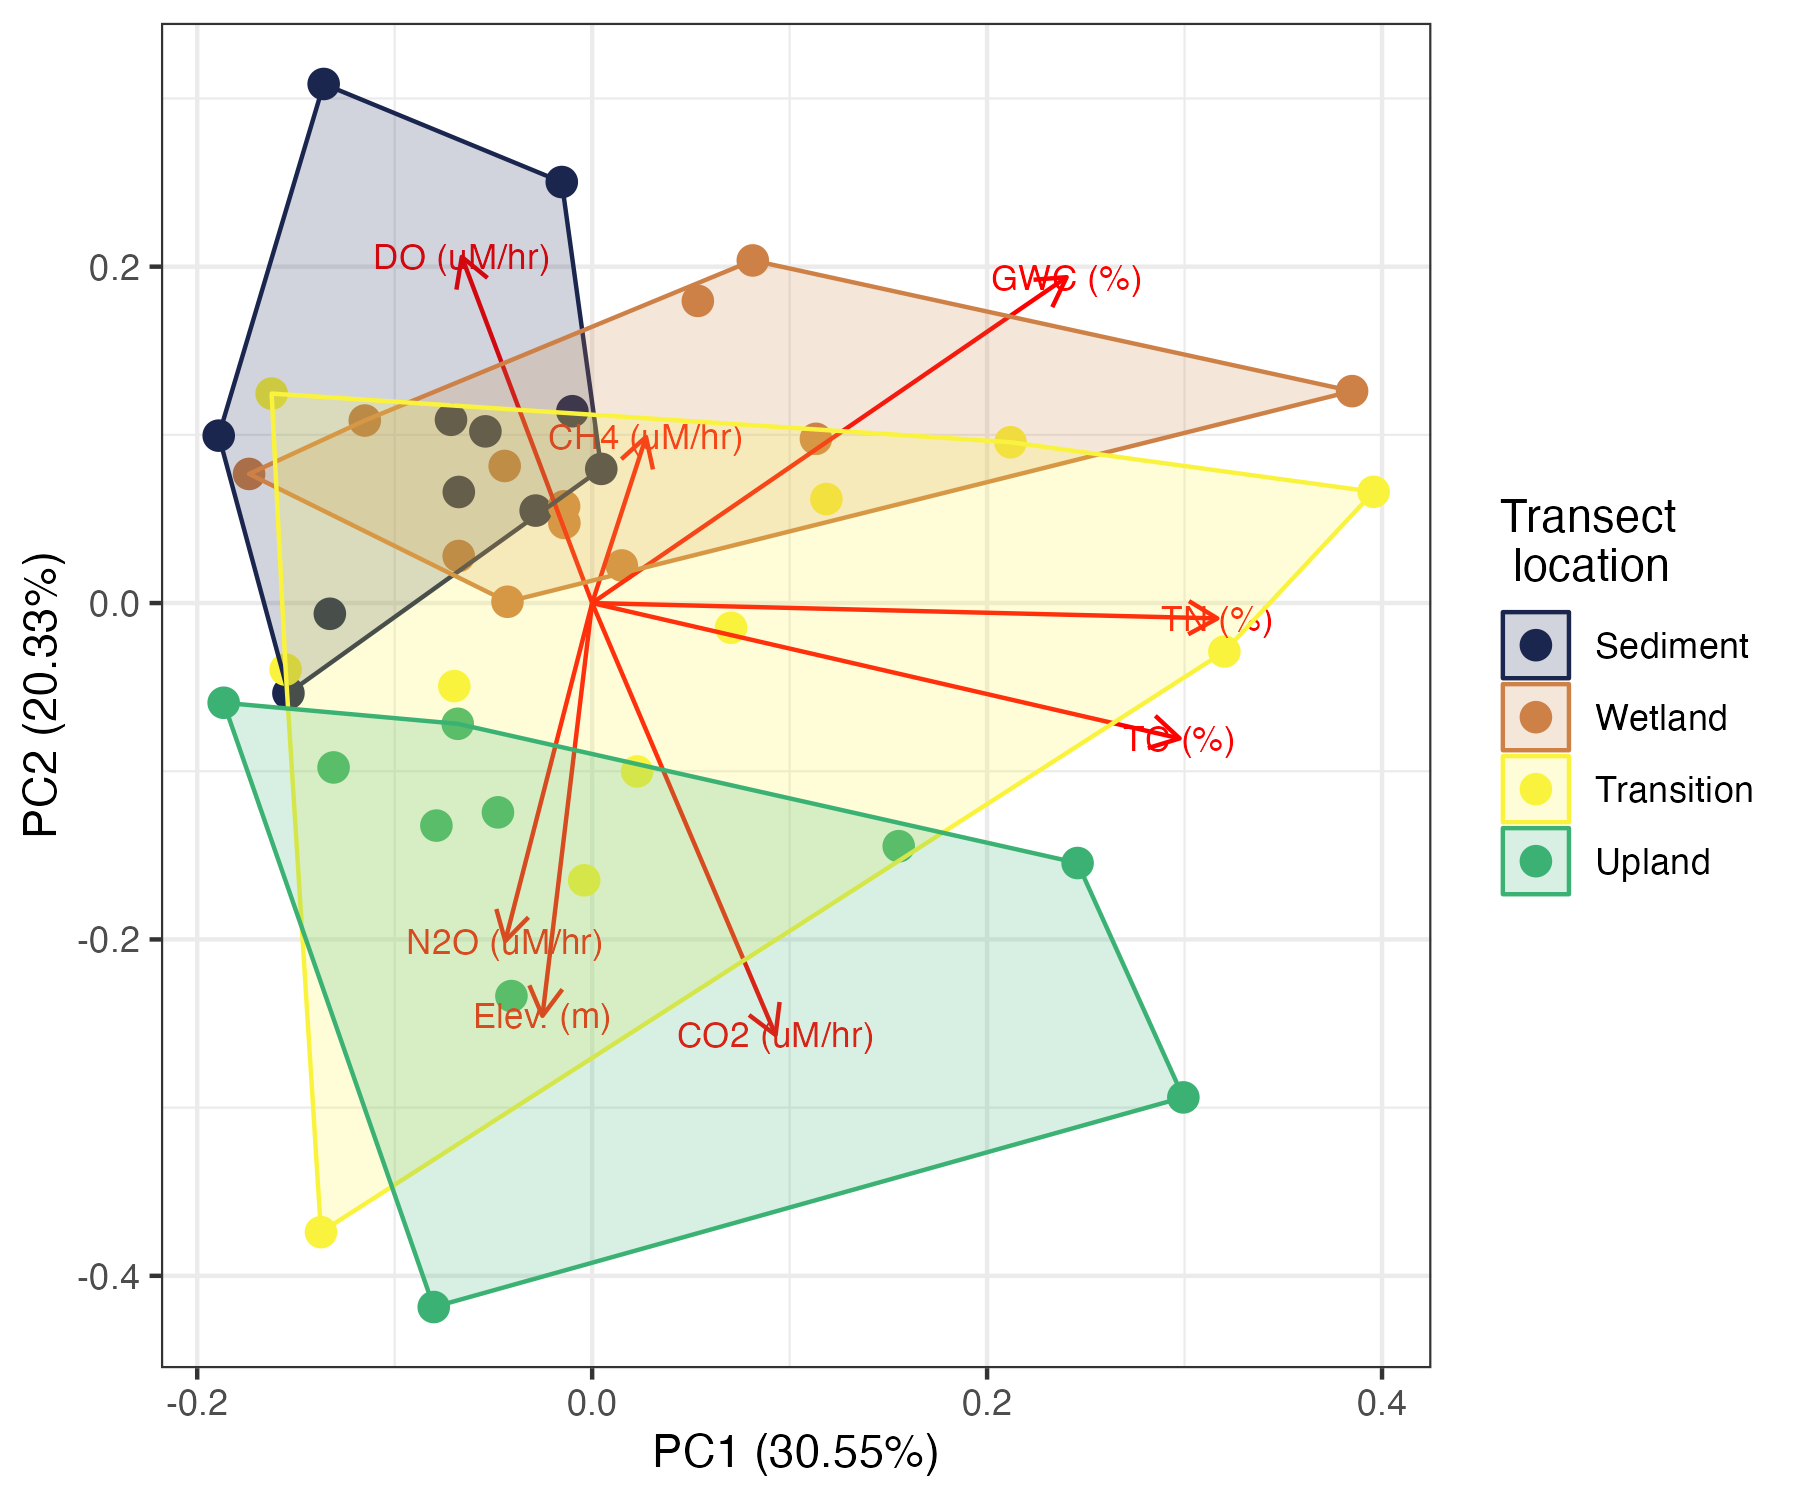 DO (uM/hr)
GWC (%)
CH4 (uM/hr)
TN (%)
TC (%)
N2O (uM/hr)
Elev. (m)
CO2 (uM/hr)
0.2
0.0
-0.2
-0.4
PC2 (20.33%)
-0.2
0.0
0.2
0.4
PC1 (30.55%)
Transect
location
Sediment
Wetland
Transition
Upland